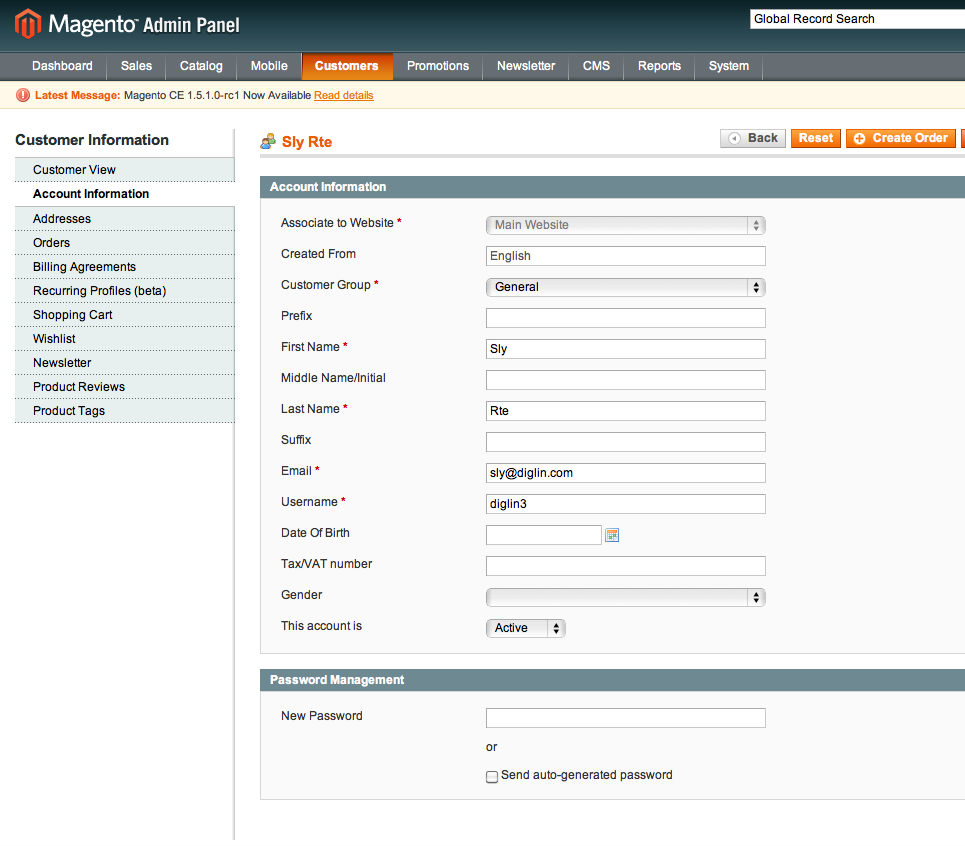 Magento™ Admin Panel
Global Record Search
Dashboard Sales Catalog Mobile Customers Promotions Newsletter CMS Reports System
Latest Message: Magento CE 1.5.1.0-rc1 Now Available Read details
Customer Information
Customer View
Account Information
Addresses
Orders
Billing Agreements
Recurring Profiles (beta)
Shopping Cart
Wishlist
Newsletter
Product Reviews
Product Tags
Sly Rte Back Reset Create Order
Account Information
Associate to Website * Main Website
Created From English
Customer Group * General
Prefix
First Name * Sly
Middle Name/Initial
Last Name * Rte
Suffix
Email * sly@diglin.com
Username * diglin3
Date Of Birth
Tax/VAT number
Gender
This account is Active
Password Management
New Password
or
Send auto-generated password